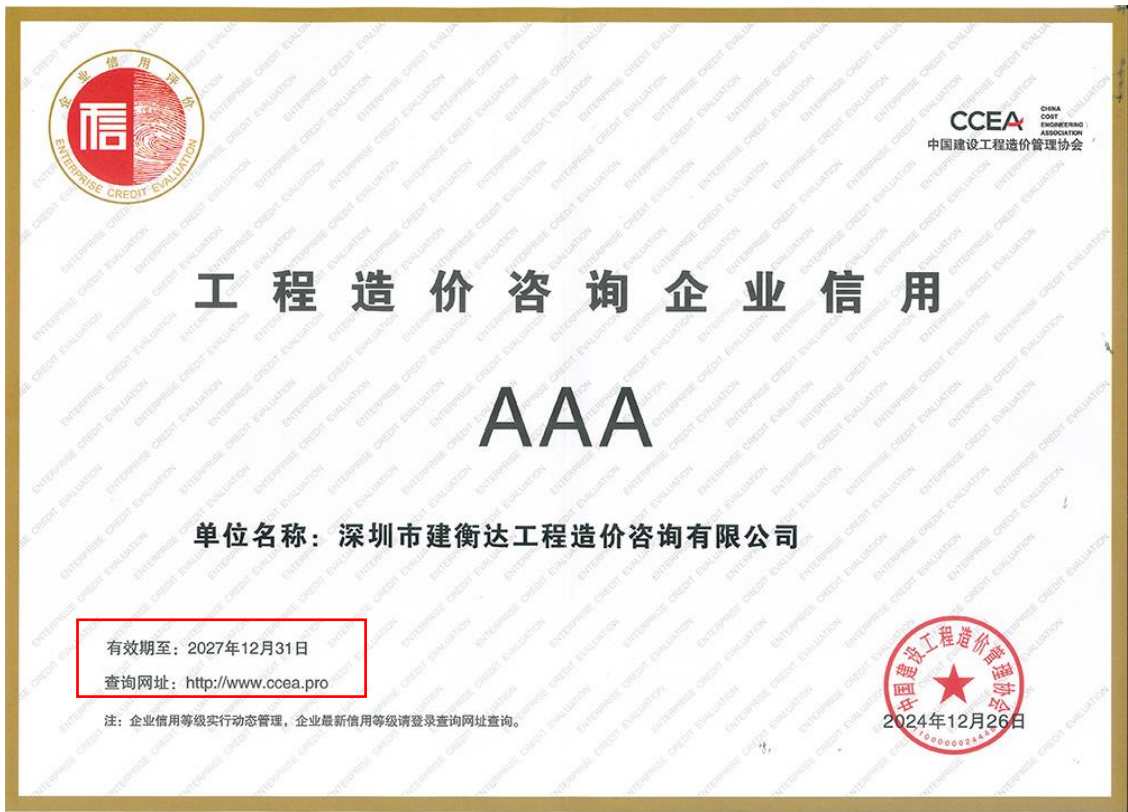 企业信用评价
ENTERPRISE CREDIT EVALUATION
信
CCEA
CHINA
COST
ENGINEERING
ASSOCIATION
中国建设工程造价管理协会
工程造价咨询企业信用
AAA
单位名称：深圳市建衡达工程造价咨询有限公司
有效期至：2027年12月31日
查询网址：http://www.ccea.pro
注：企业信用等级实行动态管理，企业最新信用等级请登录查询网址查询。
中国建设工程造价管理协会
2024年12月26日